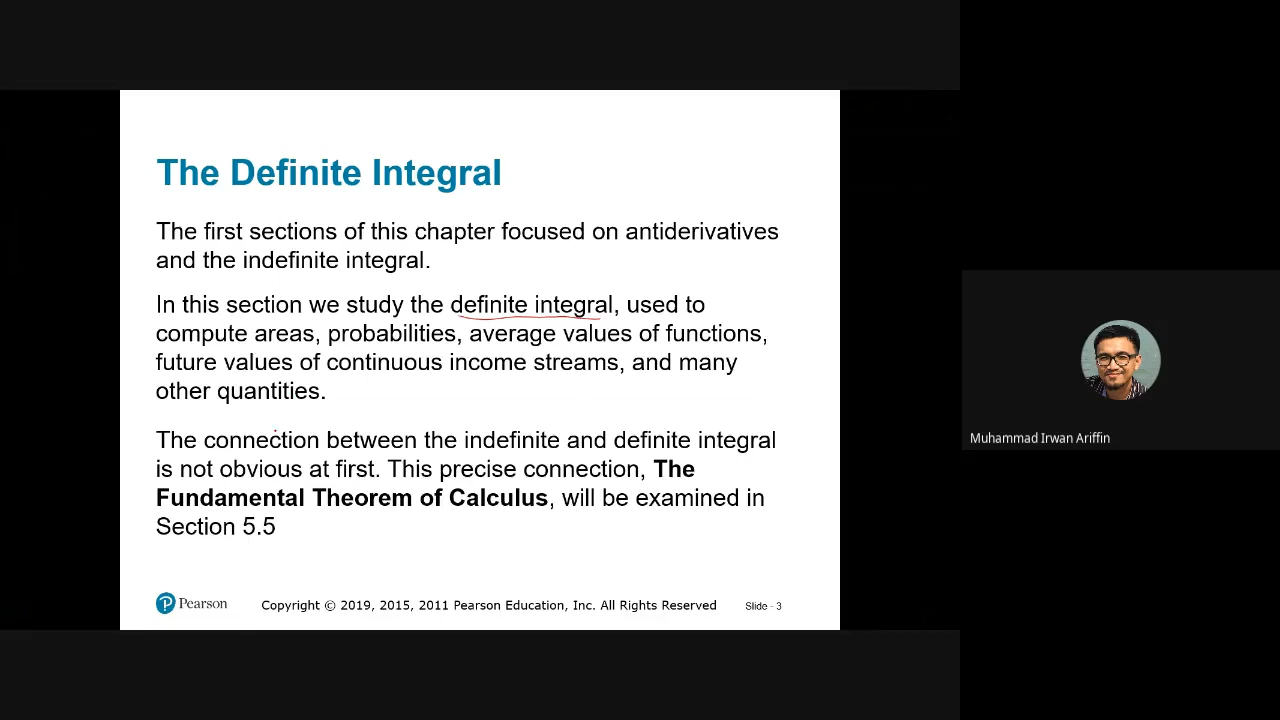 The Definite Integral
The first sections of this chapter focused on antiderivatives
and the indefinite integral.
In this section we study the definite integral, used to
compute areas, probabilities, average values of functions,
future values of continuous income streams, and many
other quantities.
The connection between the indefinite and definite integral
is not obvious at first. This precise connection, The
Fundamental Theorem of Calculus, will be examined in
Section 5.5
Pearson
Copyright © 2019, 2015, 2011 Pearson Education, Inc. All Rights Reserved
Slide - 3
Muhammad Irwan Ariffin